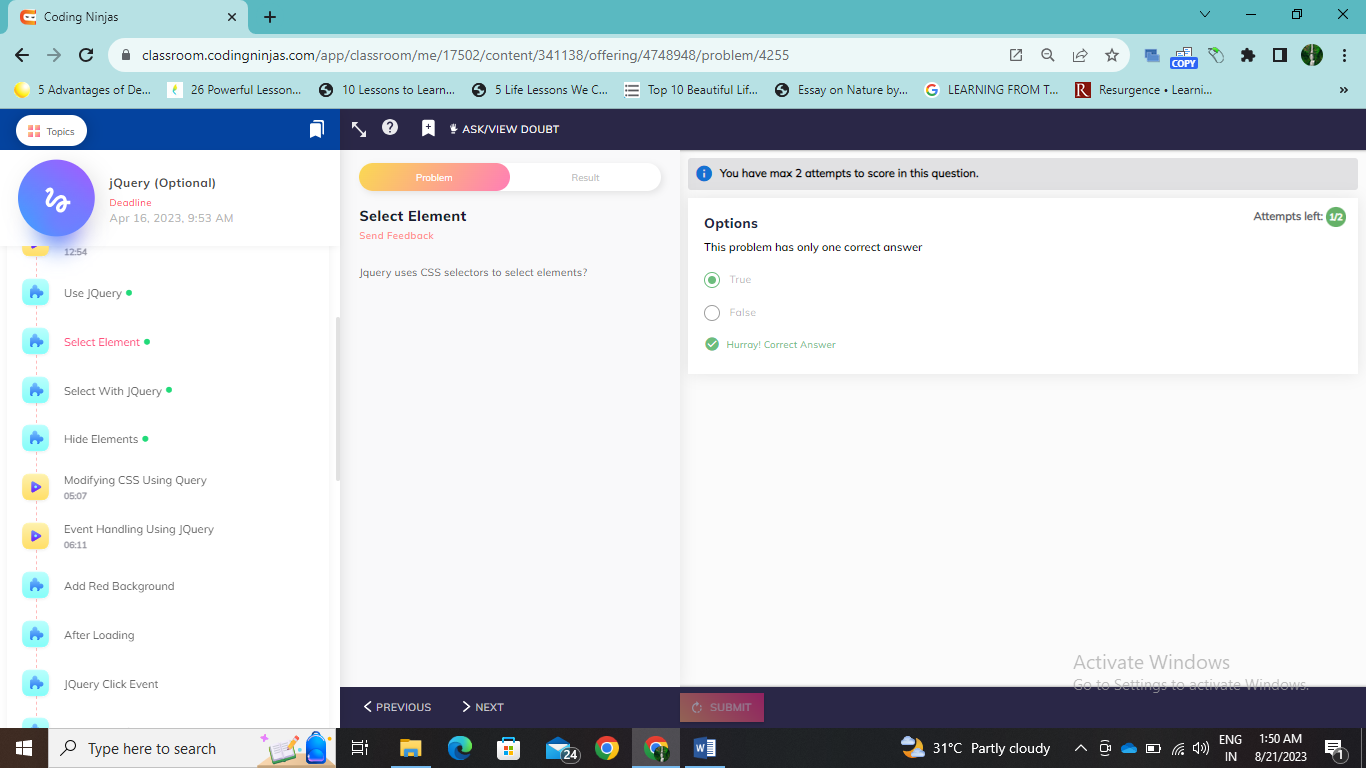 Coding Ninjas
classroom.codingninjas.com/app/classroom/me/17502/content/341138/offering/4748948/problem/4255
COPY
5 Advantages of De...
26 Powerful Lesson...
10 Lessons to Learn...
5 Life Lessons We C...
Top 10 Beautiful Lif...
Essay on Nature by...
LEARNING FROM T...
Resurgence • Learni...
Topics
ASK/VIEW DOUBT
jQuery (Optional)
Deadline
Apr 16, 2023, 9:53 AM
12:54
Use JQuery
Select Element
Select With JQuery
Hide Elements
Modifying CSS Using Query
05:07
Event Handling Using JQuery
06:11
Add Red Background
After Loading
JQuery Click Event
Problem
Result
Select Element
Send Feedback
Jquery uses CSS selectors to select elements?
You have max 2 attempts to score in this question.
Options
Attempts left: 1/2
This problem has only one correct answer
True
False
Hurray! Correct Answer
Activate Windows
Go to Settings to activate Windows.
PREVIOUS
NEXT
SUBMIT
Type here to search
24
31°C Partly cloudy
ENG
IN
1:50 AM
8/21/2023
1